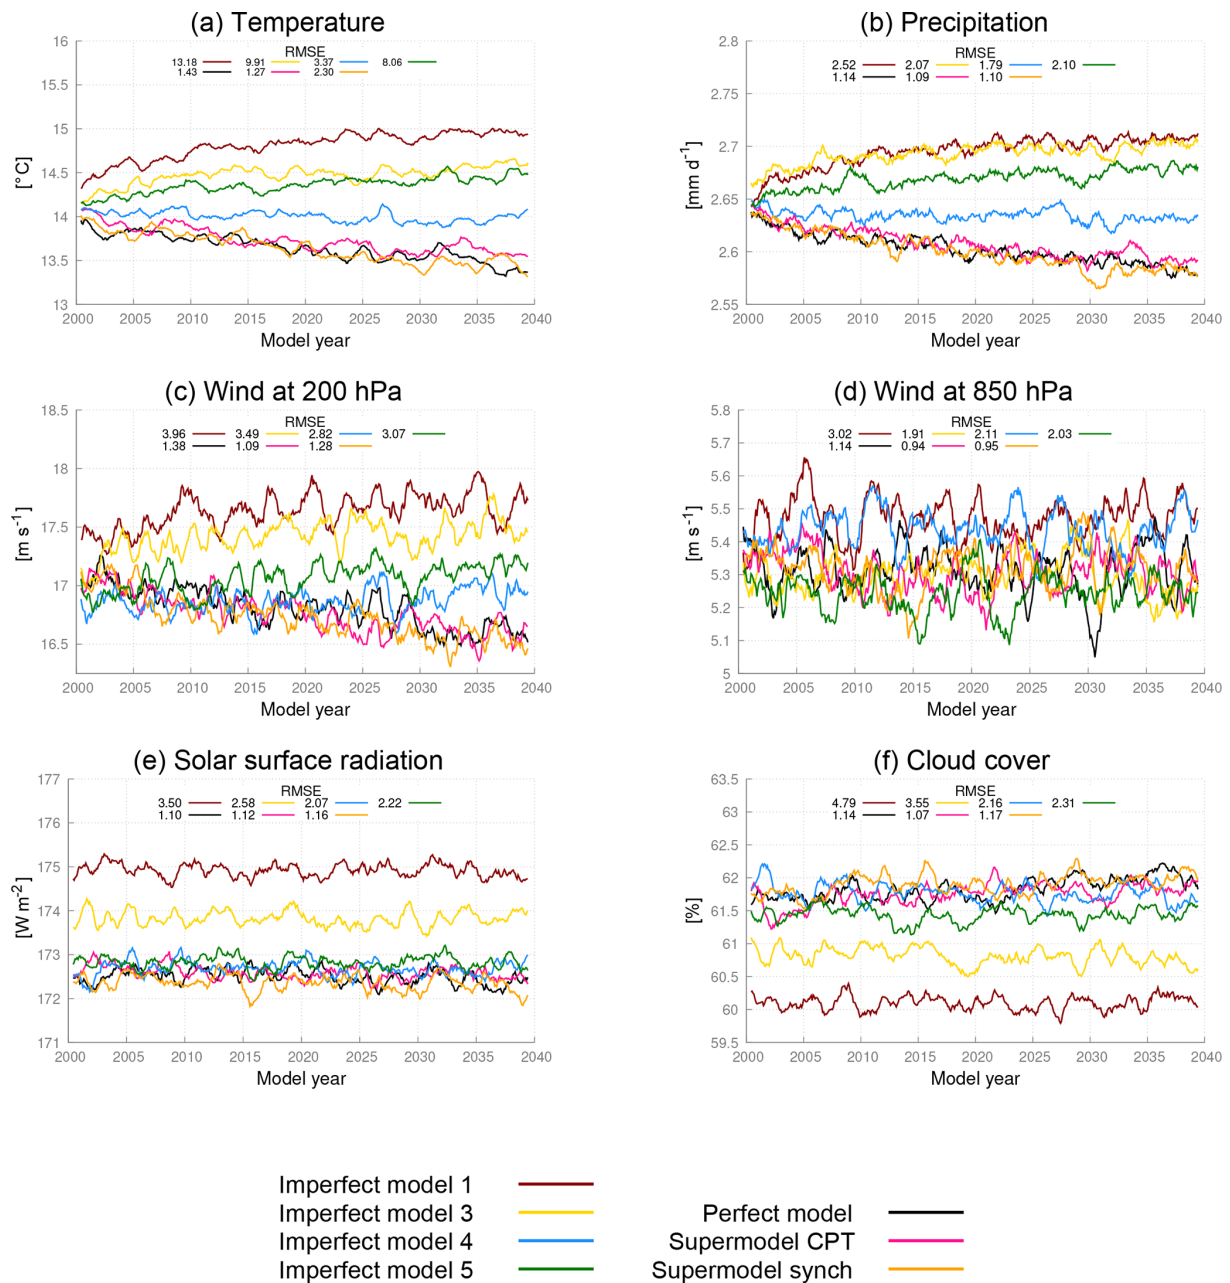 (a) Temperature
RMSE
13.18 9.91 3.37 8.06
1.43 1.27 2.30
16
15.5
15
14.5
14
13.5
13
[°C]
2000 2005 2010 2015 2020 2025 2030 2035 2040
Model year
(b) Precipitation
RMSE
2.52 2.07 1.79 2.10
1.14 1.09 1.10
2.8
2.75
2.7
2.65
2.6
2.55
[mm d⁻¹]
2000 2005 2010 2015 2020 2025 2030 2035 2040
Model year
(c) Wind at 200 hPa
RMSE
3.96 3.49 2.82 3.07
1.38 1.09 1.28
18.5
18
17.5
17
16.5
[m s⁻¹]
2000 2005 2010 2015 2020 2025 2030 2035 2040
Model year
(d) Wind at 850 hPa
RMSE
3.02 1.91 2.11 2.03
1.14 0.94 0.95
5.8
5.7
5.6
5.5
5.4
5.3
5.2
5.1
5
[m s⁻¹]
2000 2005 2010 2015 2020 2025 2030 2035 2040
Model year
(e) Solar surface radiation
RMSE
3.50 2.58 2.07 2.22
1.10 1.12 1.16
177
176
175
174
173
172
171
[W m⁻²]
2000 2005 2010 2015 2020 2025 2030 2035 2040
Model year
(f) Cloud cover
RMSE
4.79 3.55 2.16 2.31
1.14 1.07 1.17
63.5
63
62.5
62
61.5
61
60.5
60
59.5
[%]
2000 2005 2010 2015 2020 2025 2030 2035 2040
Model year
Imperfect model 1
Imperfect model 3
Imperfect model 4
Imperfect model 5
Perfect model
Supermodel CPT
Supermodel synch